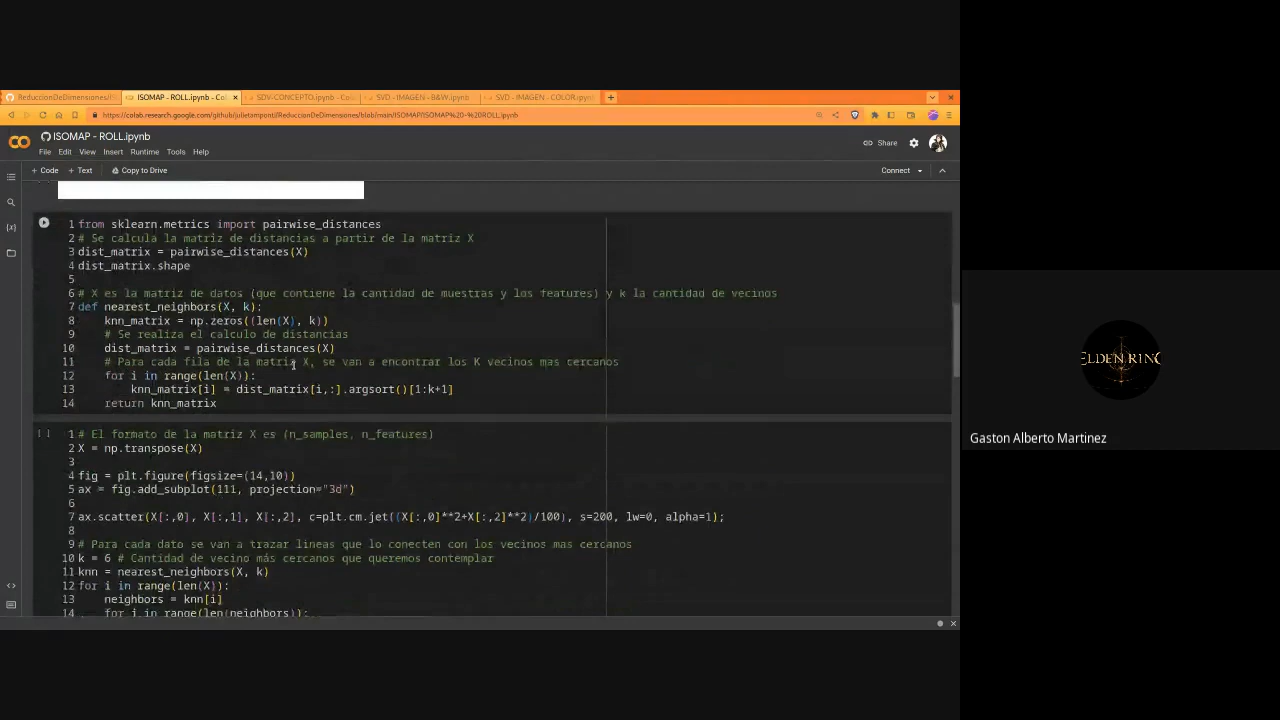 ReduccionDeDimensiones/IS
ISOMAP - ROLL.ipynb - Co
SDV-CONCEPTO.ipynb - Cola
SVD - IMAGEN - B&W.ipynb -
SVD - IMAGEN - COLOR.ipynb
https://colab.research.google.com/github/julietamponti/ReduccionDeDimensiones/blob/main/ISOMAP/ISOMAP%20-%20ROLL.ipynb
ISOMAP - ROLL.ipynb
File Edit View Insert Runtime Tools Help
Share
+ Code + Text Copy to Drive
Connect
1 from sklearn.metrics import pairwise_distances
2 # Se calcula la matriz de distancias a partir de la matriz X
3 dist_matrix = pairwise_distances(X)
4 dist_matrix.shape
5
6 # X es la matriz de datos (que contiene la cantidad de muestras y los features) y k la cantidad de vecinos
7 def nearest_neighbors(X, k):
8 knn_matrix = np.zeros((len(X), k))
9 # Se realiza el calculo de distancias
10 dist_matrix = pairwise_distances(X)
11 # Para cada fila de la matriz X, se van a encontrar los K vecinos mas cercanos
12 for i in range(len(X)):
13 knn_matrix[i] = dist_matrix[i,:].argsort()[1:k+1]
14 return knn_matrix
[ ]
1 # El formato de la matriz X es (n_samples, n_features)
2 X = np.transpose(X)
3
4 fig = plt.figure(figsize=(14,10))
5 ax = fig.add_subplot(111, projection="3d")
6
7 ax.scatter(X[:,0], X[:,1], X[:,2], c=plt.cm.jet((X[:,0]**2+X[:,2]**2)/100), s=200, lw=0, alpha=1);
8
9 # Para cada dato se van a trazar lineas que lo conecten con los vecinos mas cercanos
10 k = 6 # Cantidad de vecino más cercanos que queremos contemplar
11 knn = nearest_neighbors(X, k)
12 for i in range(len(X)):
13 neighbors = knn[i]
14 for j in range(len(neighbors)):
ELDEN RING
Gaston Alberto Martinez